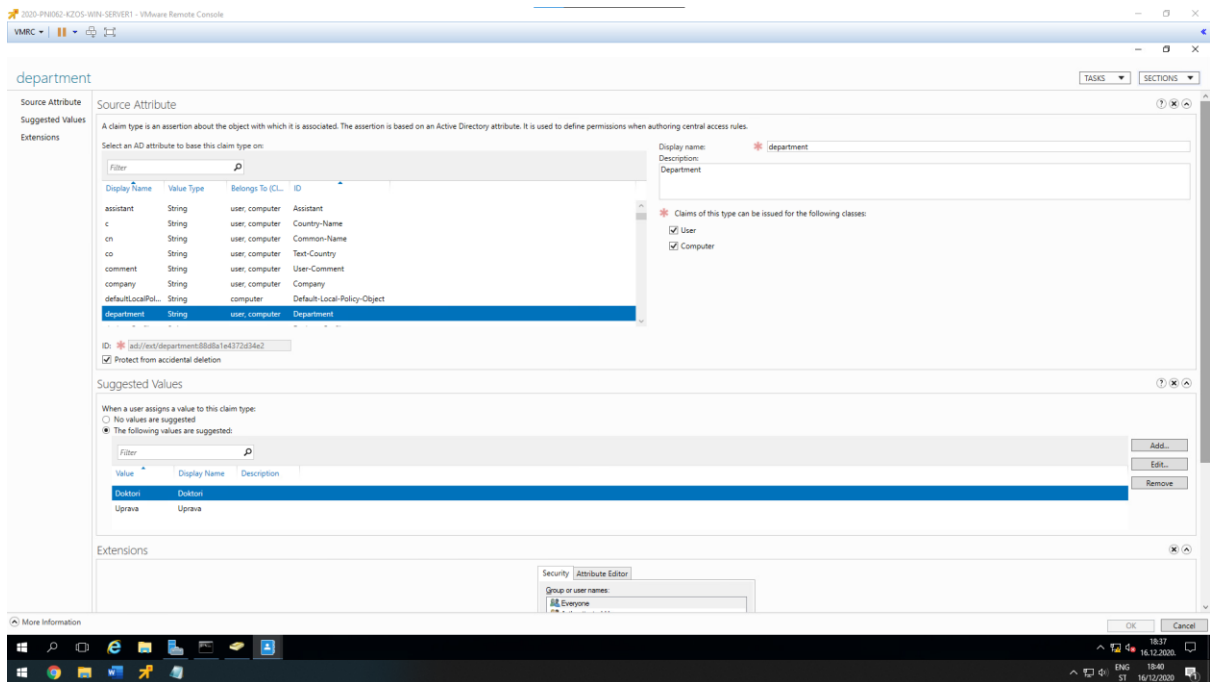 2020-PNI062-KZOS-WIN-SERVER1 - VMware Remote Console
VMRC
department
TASKS
SECTIONS
Source Attribute
Suggested Values
Extensions
Source Attribute
A claim type is an assertion about the object with which it is associated. The assertion is based on an Active Directory attribute. It is used to define permissions when authoring central access rules.
Select an AD attribute to base this claim type on:
Filter
Display Name Value Type Belongs To (Cl... ID
assistant String user, computer Assistant
c String user, computer Country-Name
cn String user, computer Common-Name
co String user, computer Text-Country
comment String user, computer User-Comment
company String user, computer Company
defaultLocalPol... String computer Default-Local-Policy-Object
department String user, computer Department
ID: * ad://ext/department:88d8a1e4372d34e2
Protect from accidental deletion
Display name: * department
Description:
Department
* Claims of this type can be issued for the following classes:
User
Computer
Suggested Values
When a user assigns a value to this claim type:
No values are suggested
The following values are suggested:
Filter
Value Display Name Description
Doktori Doktori
Uprava Uprava
Add...
Edit...
Remove
Extensions
Security Attribute Editor
Group or user names:
Everyone
More Information
OK Cancel
18:37
16.12.2020.
ENG 18:40
ST 16/12/2020